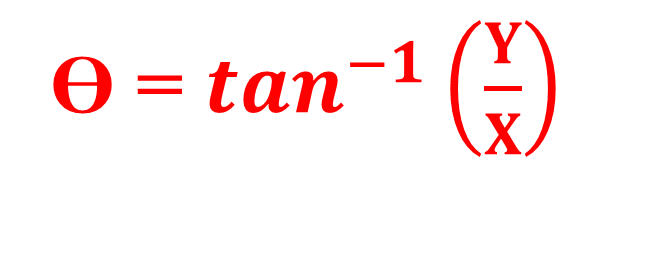 Ɵ = tan⁻¹ (Y/X)